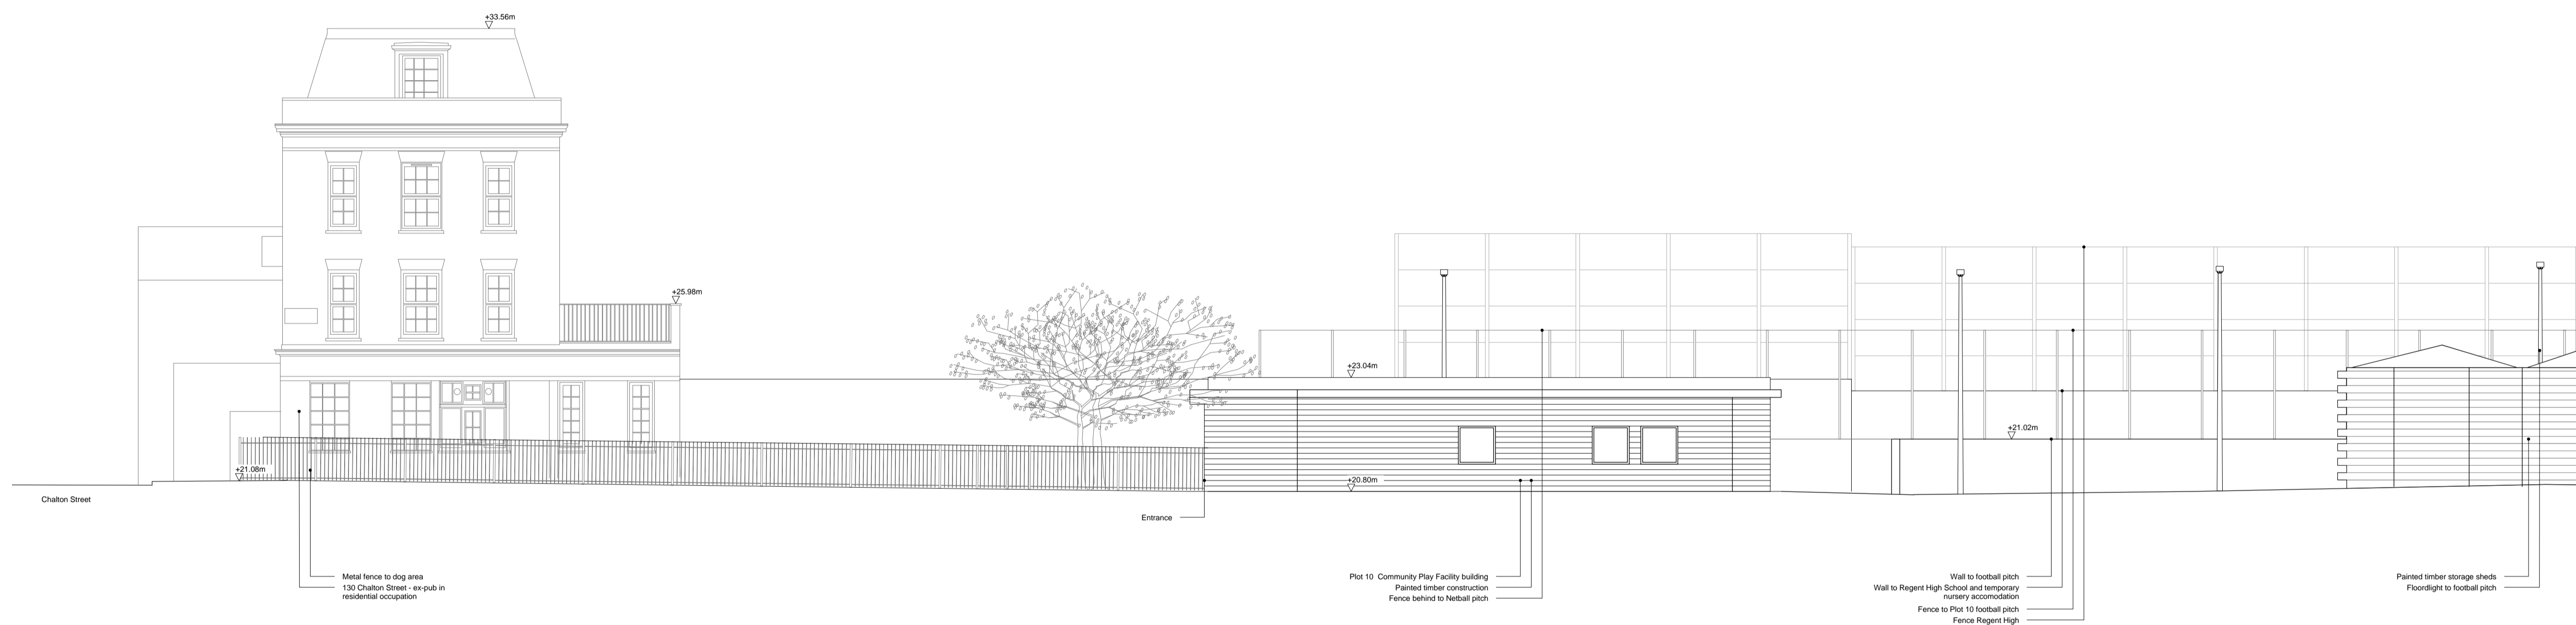 +33.56m
+25.98m
+23.04m
+21.02m
+21.08m
+20.80m
Chalton Street
Entrance
Metal fence to dog area
130 Chalton Street - ex-pub in
residential occupation
Plot 10 Community Play Facility building
Painted timber construction
Fence behind to Netball pitch
Wall to football pitch
Wall to Regent High School and temporary
nursery accomodation
Fence to Plot 10 football pitch
Fence Regent High
Painted timber storage sheds
Floordlight to football pitch